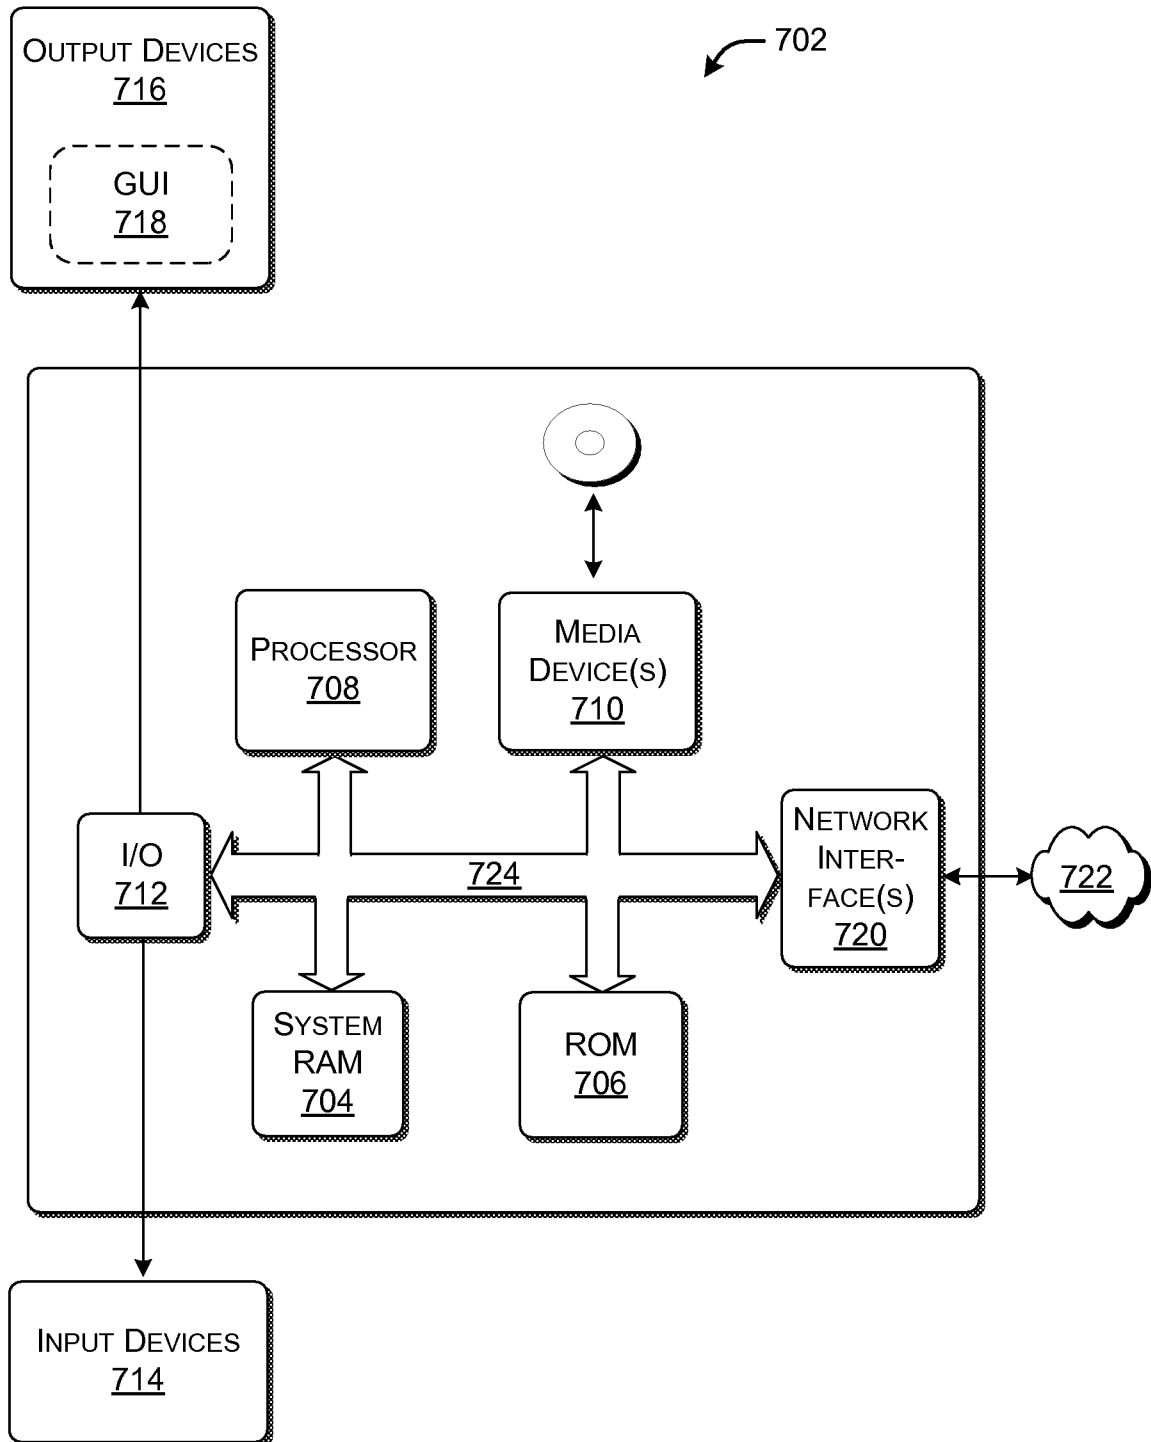 702
OUTPUT DEVICES
716
GUI
718
PROCESSOR
708
MEDIA
DEVICE(S)
710
I/O
712
724
NETWORK
INTER-
FACE(S)
720
722
SYSTEM
RAM
704
ROM
706
INPUT DEVICES
714